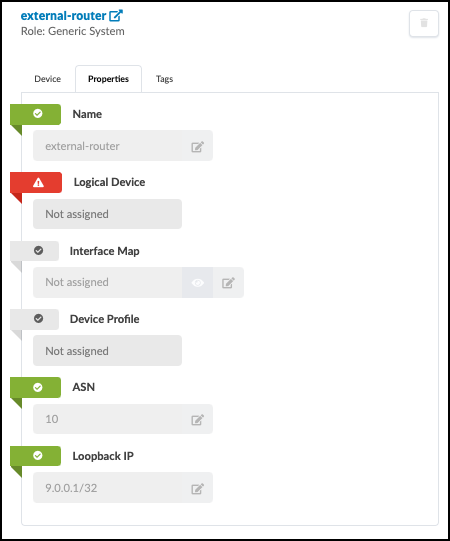 external-router
Role: Generic System
Device Properties Tags
Name
external-router
Logical Device
Not assigned
Interface Map
Not assigned
Device Profile
Not assigned
ASN
10
Loopback IP
9.0.0.1/32